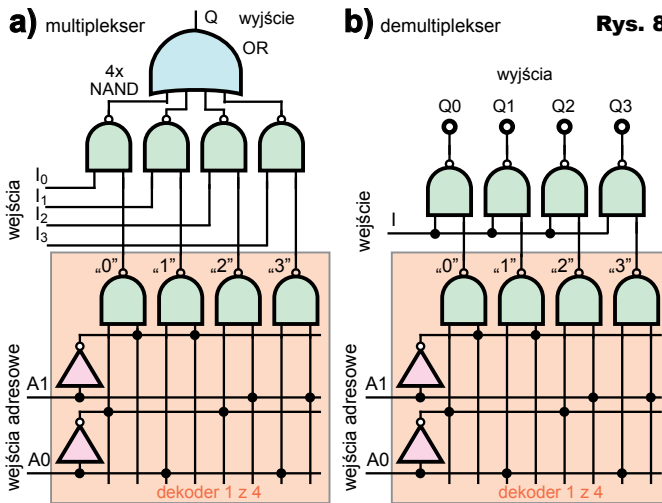 a) multiplekser
Q wyjście
OR
4x
NAND
I0
I1
I2
I3
wejścia
“0” “1” “2” “3”
A1
A0
wejścia adresowe
dekoder 1 z 4
b) demultiplekser
Rys. 8
wyjścia
Q0 Q1 Q2 Q3
wejście
I
“0” “1” “2” “3”
A1
A0
wejścia adresowe
dekoder 1 z 4